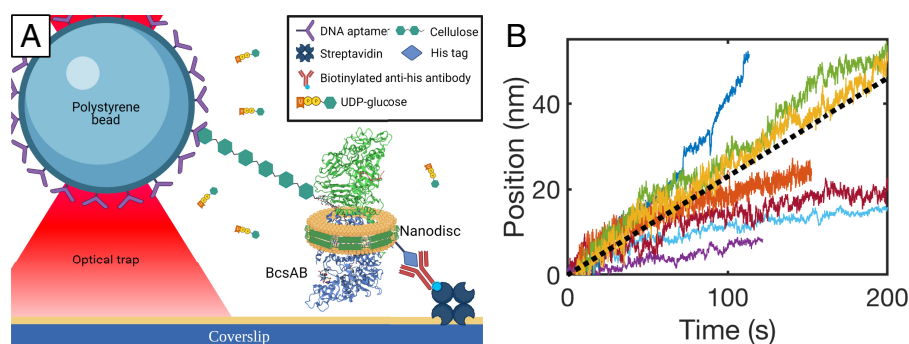 A
DNA aptamer
Cellulose
Streptavidin
His tag
Biotinylated anti-his antibody
UDP-glucose
Polystyrene
bead
Nanodisc
BcsAB
Optical trap
Coverslip
B
Position (nm)
40
20
0
0
100
200
Time (s)